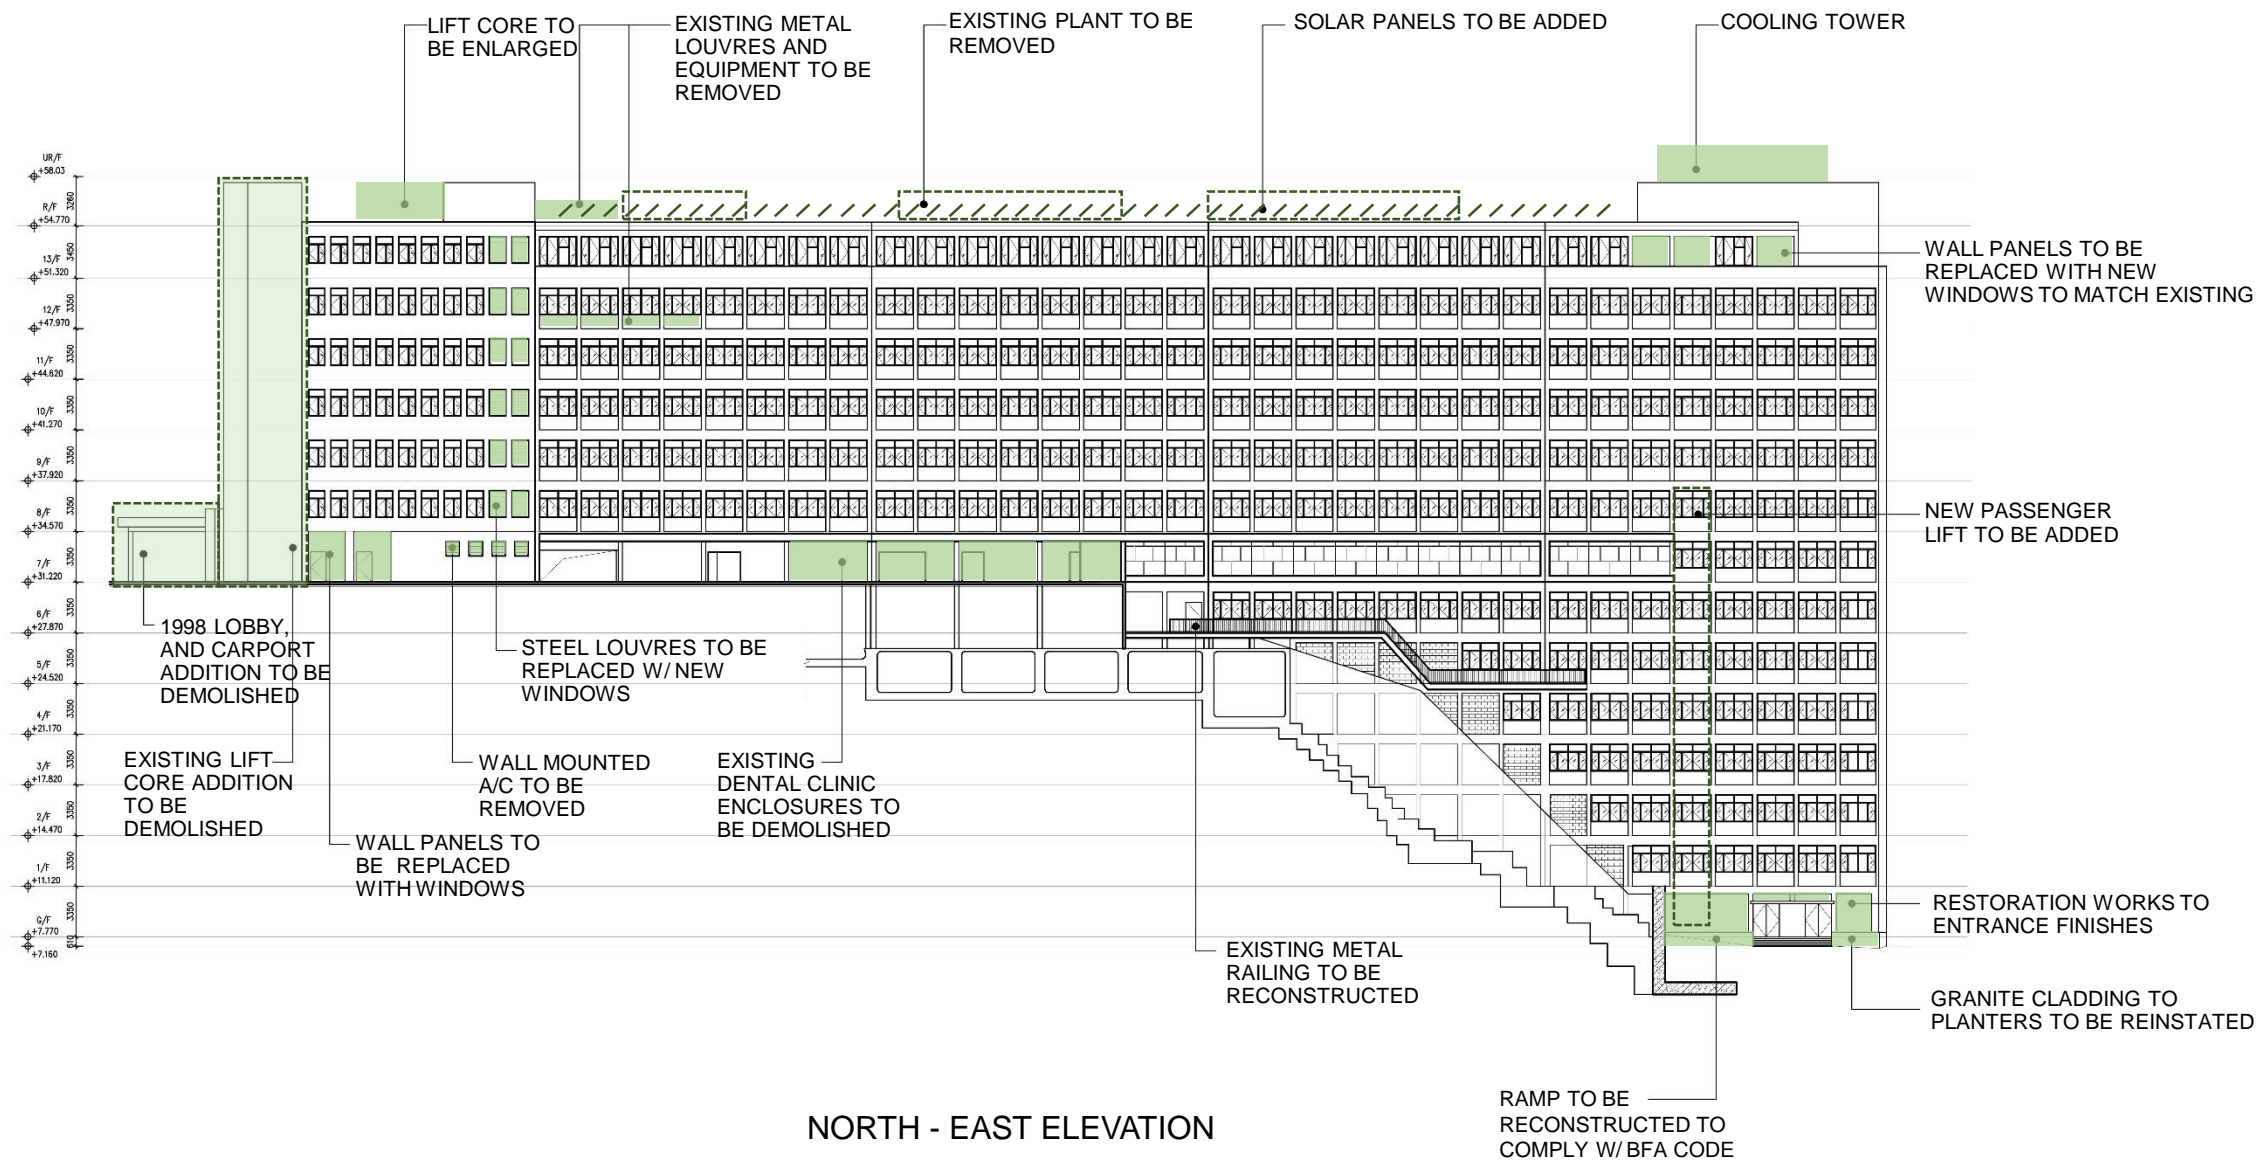 LIFT CORE TO
BE ENLARGED
EXISTING METAL
LOUVRES AND
EQUIPMENT TO BE
REMOVED
EXISTING PLANT TO BE
REMOVED
SOLAR PANELS TO BE ADDED
COOLING TOWER
UR/F
+58.03
3260
R/F
+54.770
3450
13/F
+51.320
3350
12/F
+47.970
3350
11/F
+44.620
3350
10/F
+41.270
3350
9/F
+37.920
3350
8/F
+34.570
3350
7/F
+31.220
3350
6/F
+27.870
3350
5/F
+24.520
3350
4/F
+21.170
3350
3/F
+17.820
3350
2/F
+14.470
3350
1/F
+11.120
3350
G/F
+7.770
610
+7.160
WALL PANELS TO BE
REPLACED WITH NEW
WINDOWS TO MATCH EXISTING
NEW PASSENGER
LIFT TO BE ADDED
1998 LOBBY,
AND CARPORT
ADDITION TO BE
DEMOLISHED
STEEL LOUVRES TO BE
REPLACED W/ NEW
WINDOWS
EXISTING LIFT
CORE ADDITION
TO BE
DEMOLISHED
WALL MOUNTED
A/C TO BE
REMOVED
EXISTING
DENTAL CLINIC
ENCLOSURES TO
BE DEMOLISHED
WALL PANELS TO
BE REPLACED
WITH WINDOWS
RESTORATION WORKS TO
ENTRANCE FINISHES
EXISTING METAL
RAILING TO BE
RECONSTRUCTED
GRANITE CLADDING TO
PLANTERS TO BE REINSTATED
RAMP TO BE
RECONSTRUCTED TO
COMPLY W/ BFA CODE
NORTH - EAST ELEVATION